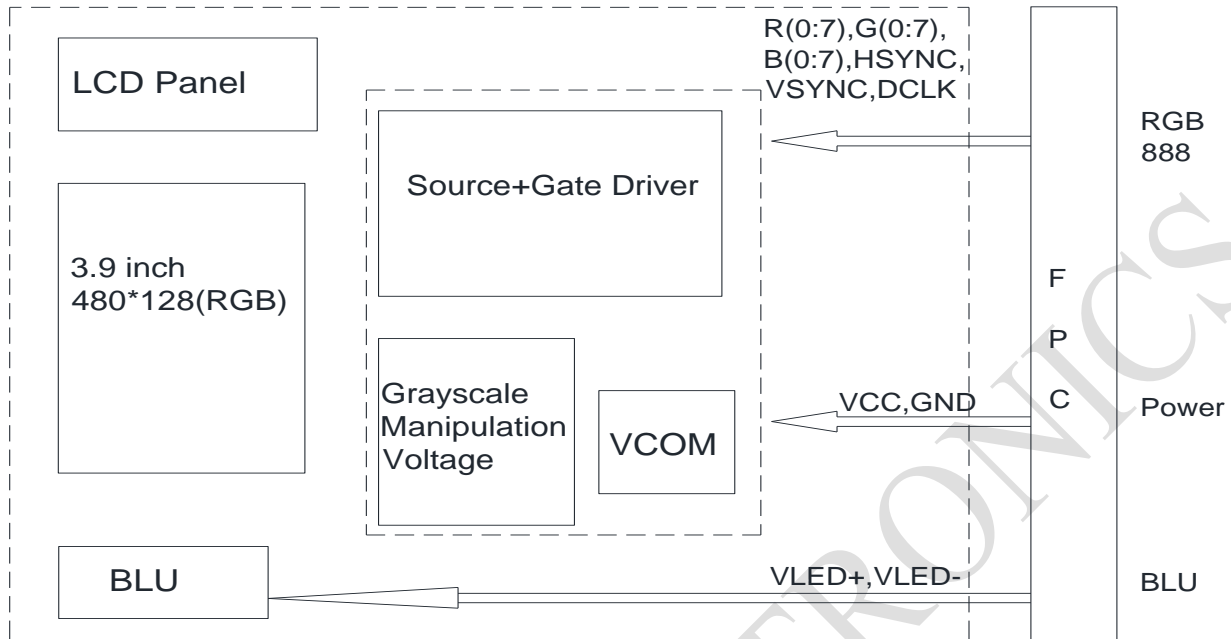 R(0:7),G(0:7),
B(0:7),HSYNC,
VSYNC,DCLK
LCD Panel
RGB
888
Source+Gate Driver
3.9 inch
480*128(RGB)
F
P
C
Grayscale
Manipulation
Voltage
VCOM
VCC,GND
Power
BLU
VLED+,VLED-
BLU